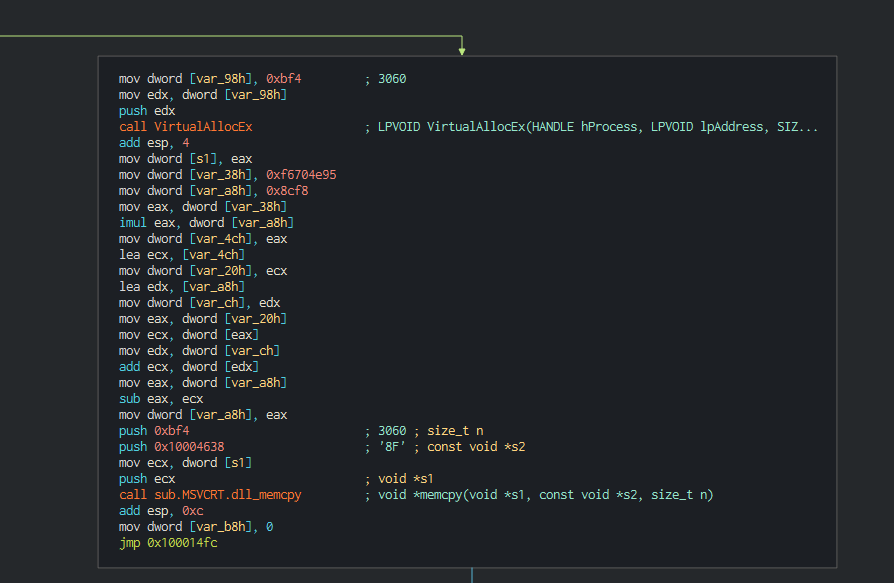 mov dword [var_98h], 0xbf4 ; 3060
mov edx, dword [var_98h]
push edx
call VirtualAllocEx ; LPVOID VirtualAllocEx(HANDLE hProcess, LPVOID lpAddress, SIZ...
add esp, 4
mov dword [s1], eax
mov dword [var_38h], 0xf6704e95
mov dword [var_a8h], 0x8cf8
mov eax, dword [var_38h]
imul eax, dword [var_a8h]
mov dword [var_4ch], eax
lea ecx, [var_4ch]
mov dword [var_20h], ecx
lea edx, [var_a8h]
mov dword [var_ch], edx
mov eax, dword [var_20h]
mov ecx, dword [eax]
mov edx, dword [var_ch]
add ecx, dword [edx]
mov eax, dword [var_a8h]
sub eax, ecx
mov dword [var_a8h], eax
push 0xbf4 ; 3060 ; size_t n
push 0x10004638 ; '8F' ; const void *s2
mov ecx, dword [s1]
push ecx ; void *s1
call sub.MSVCRT.dll_memcpy ; void *memcpy(void *s1, const void *s2, size_t n)
add esp, 0xc
mov dword [var_b8h], 0
jmp 0x100014fc